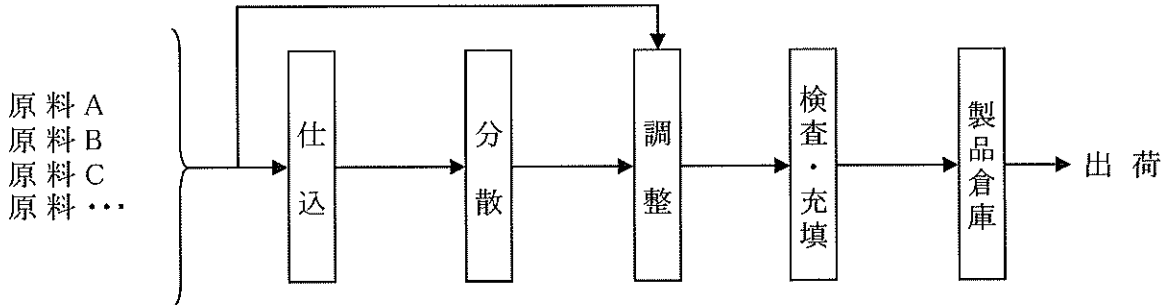 原料A
原料B
原料C
原料・・・
仕込
分散
調整
検査・充填
製品倉庫
出荷